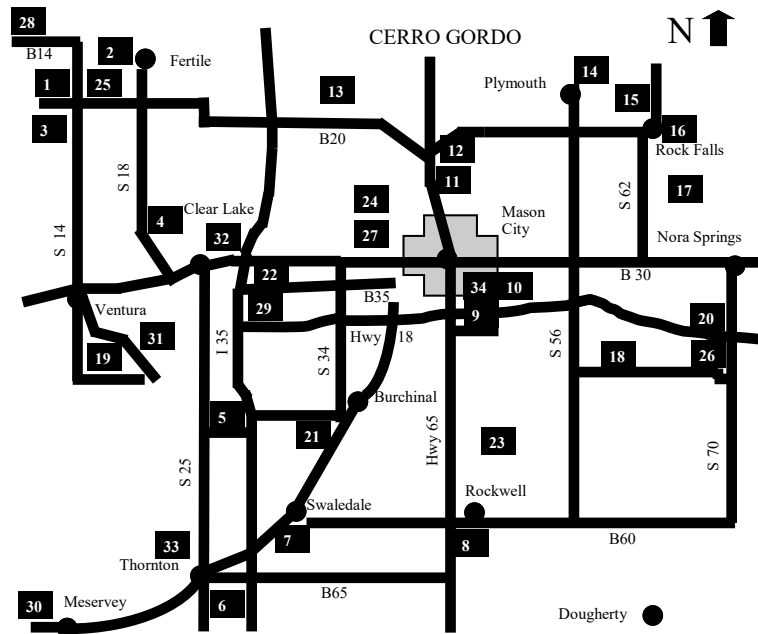 28
CERRO GORDO
N
B14
2
Fertile
14
Plymouth
1
25
13
15
3
B20
12
16
Rock Falls
S 18
11
S 62
17
Clear Lake
24
Mason
City
4
S 14
32
27
Nora Springs
22
B 30
34
10
B35
Ventura
29
9
20
31
I 35
Hwy 18
S 56
19
S 34
18
26
Burchinal
5
21
Hwy 65
23
S 70
S 25
Rockwell
Swaledale
33
7
8
B60
Thornton
B65
30
Meservey
6
Dougherty